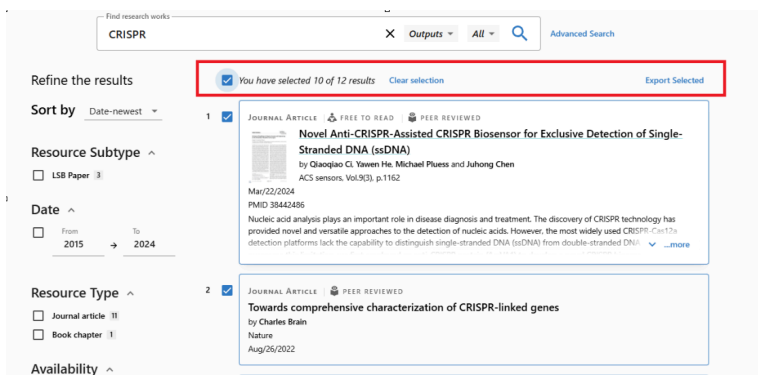 Find research works
CRISPR
Outputs
All
Advanced Search
Refine the results
You have selected 10 of 12 results Clear selection Export Selected
Sort by Date-newest
Resource Subtype
LSB Paper 3
Date
From To
2015 → 2024
Resource Type
Journal article 11
Book chapter 1
Availability
1
JOURNAL ARTICLE FREE TO READ PEER REVIEWED
Novel Anti-CRISPR-Assisted CRISPR Biosensor for Exclusive Detection of Single-
Stranded DNA (ssDNA)
by Qiaoqiao Ci, Yawen He, Michael Pluess and Juhong Chen
ACS sensors, Vol.9(3), p.1162
Mar/22/2024
PMID 38442486
Nucleic acid analysis plays an important role in disease diagnosis and treatment. The discovery of CRISPR technology has
provided novel and versatile approaches to the detection of nucleic acids. However, the most widely used CRISPR-Cas12a
detection platforms lack the capability to distinguish single-stranded DNA (ssDNA) from double-stranded DNA ...more
2
JOURNAL ARTICLE PEER REVIEWED
Towards comprehensive characterization of CRISPR-linked genes
by Charles Brain
Nature
Aug/26/2022